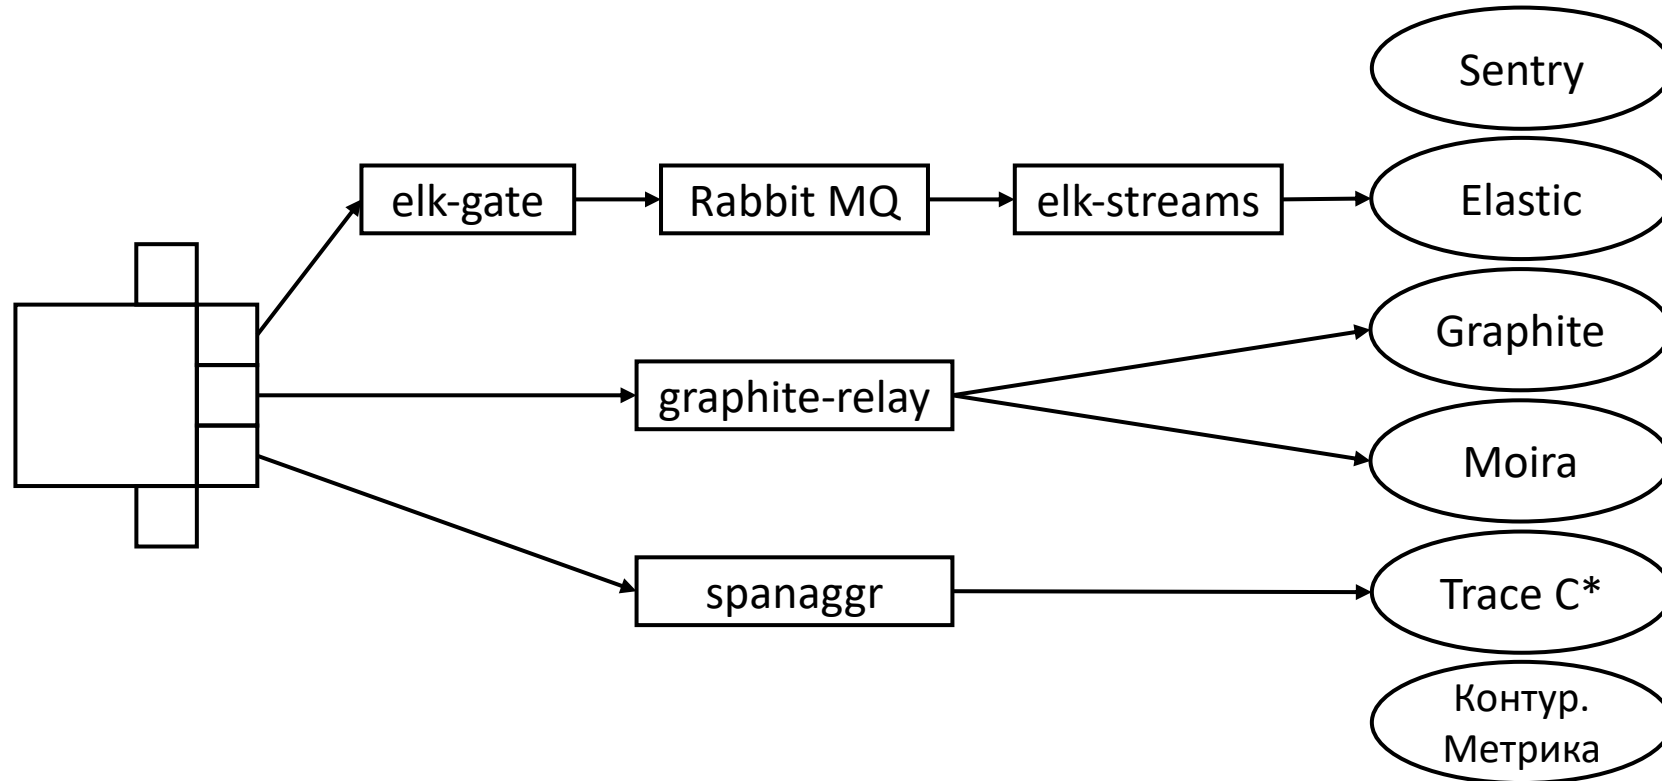 Sentry
elk-gate
Rabbit MQ
elk-streams
Elastic
Graphite
graphite-relay
Moira
spanaggr
Trace C*
Контур.
Метрика